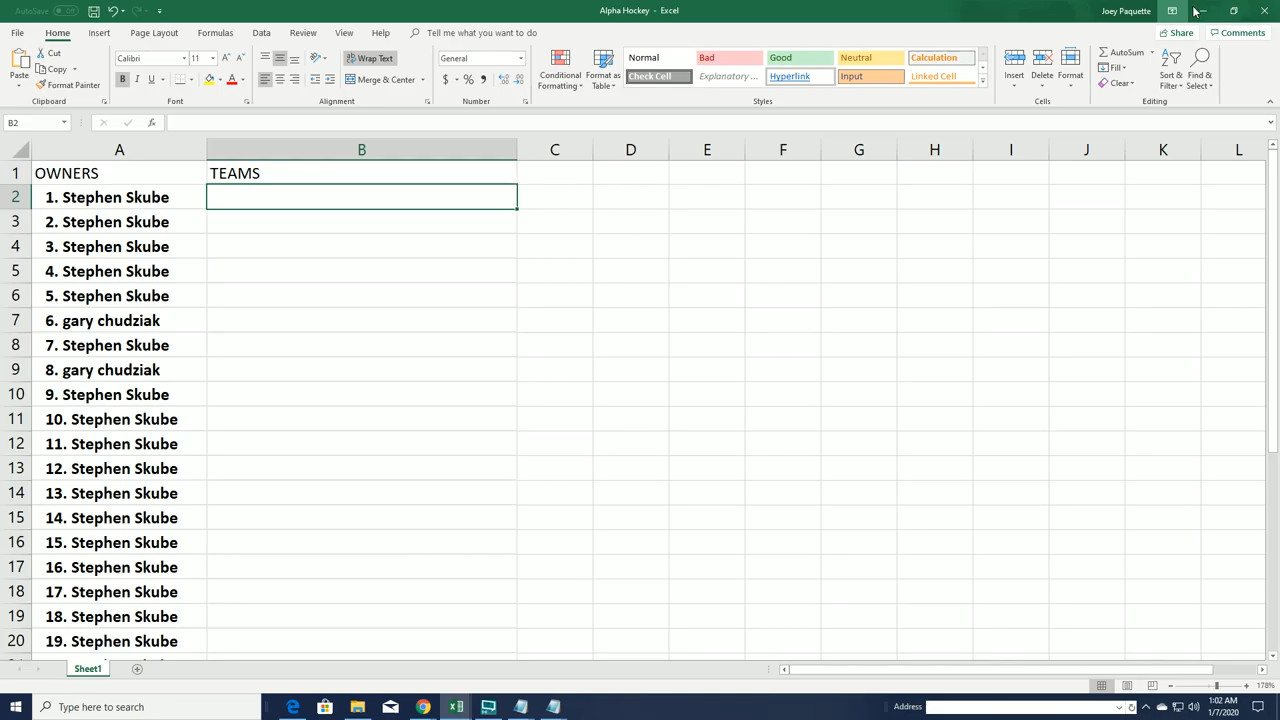 AutoSave Off
Alpha Hockey - Excel
Joey Paquette
File Home Insert Page Layout Formulas Data Review View Help Tell me what you want to do
Share Comments
Paste Cut Copy Format Painter Clipboard
Calibri 11 B I U A Font
Wrap Text Merge & Center Alignment
General $ % , Number
Conditional Formatting Format as Table
Normal Bad Good Neutral Calculation
Check Cell Explanatory ... Hyperlink Input Linked Cell
Styles
Insert Delete Format Cells
AutoSum Fill Clear Sort & Filter Find & Select Editing
B2 fx
A B C D E F G H I J K L
1 OWNERS TEAMS
2 1. Stephen Skube
3 2. Stephen Skube
4 3. Stephen Skube
5 4. Stephen Skube
6 5. Stephen Skube
7 6. gary chudziak
8 7. Stephen Skube
9 8. gary chudziak
10 9. Stephen Skube
11 10. Stephen Skube
12 11. Stephen Skube
13 12. Stephen Skube
14 13. Stephen Skube
15 14. Stephen Skube
16 15. Stephen Skube
17 16. Stephen Skube
18 17. Stephen Skube
19 18. Stephen Skube
20 19. Stephen Skube
Sheet1
178%
Type here to search
Address
1:02 AM
1/7/2020